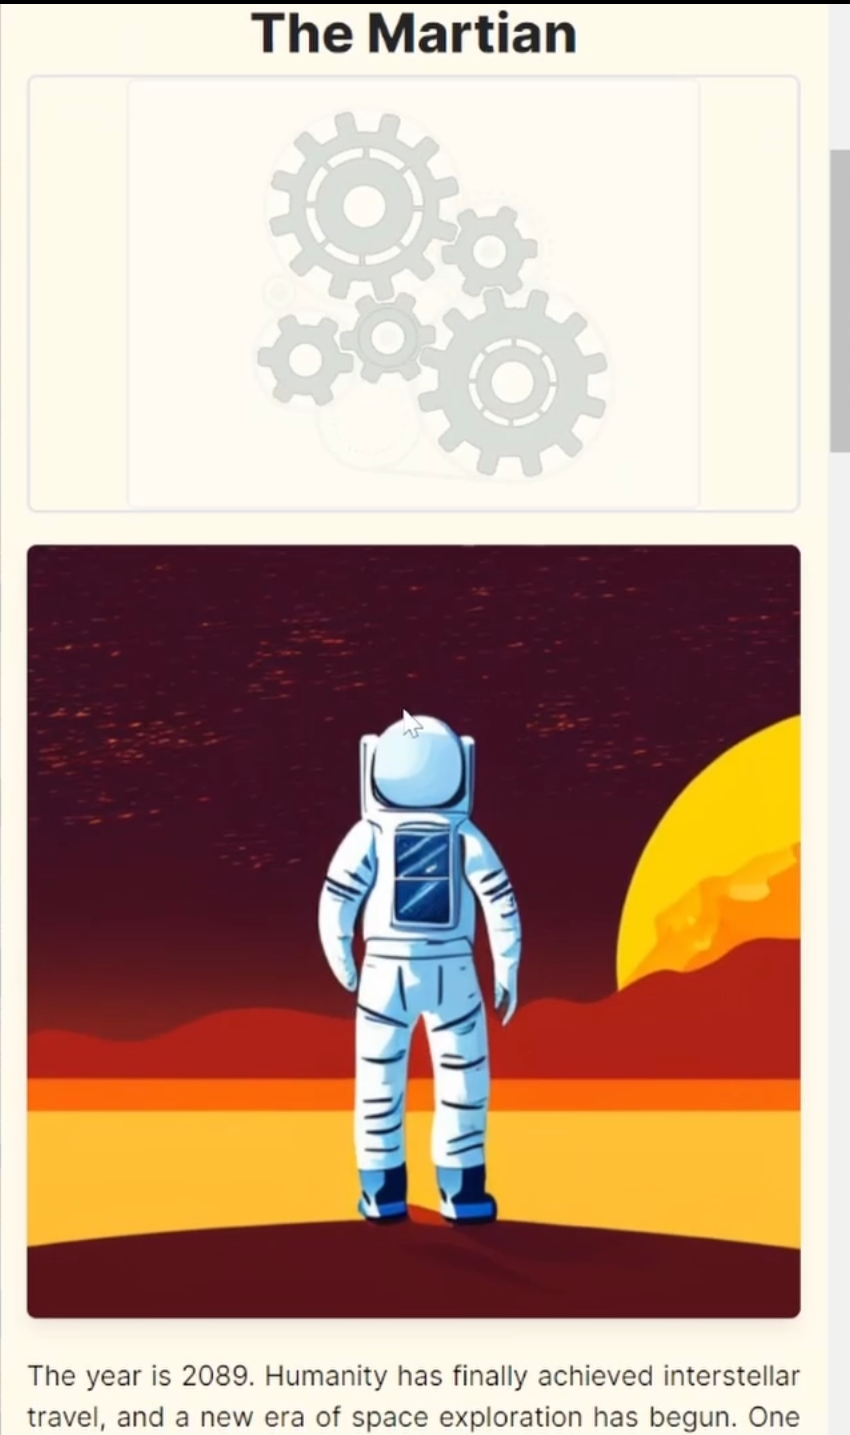 The Martian
The year is 2089. Humanity has finally achieved interstellar
travel, and a new era of space exploration has begun. One